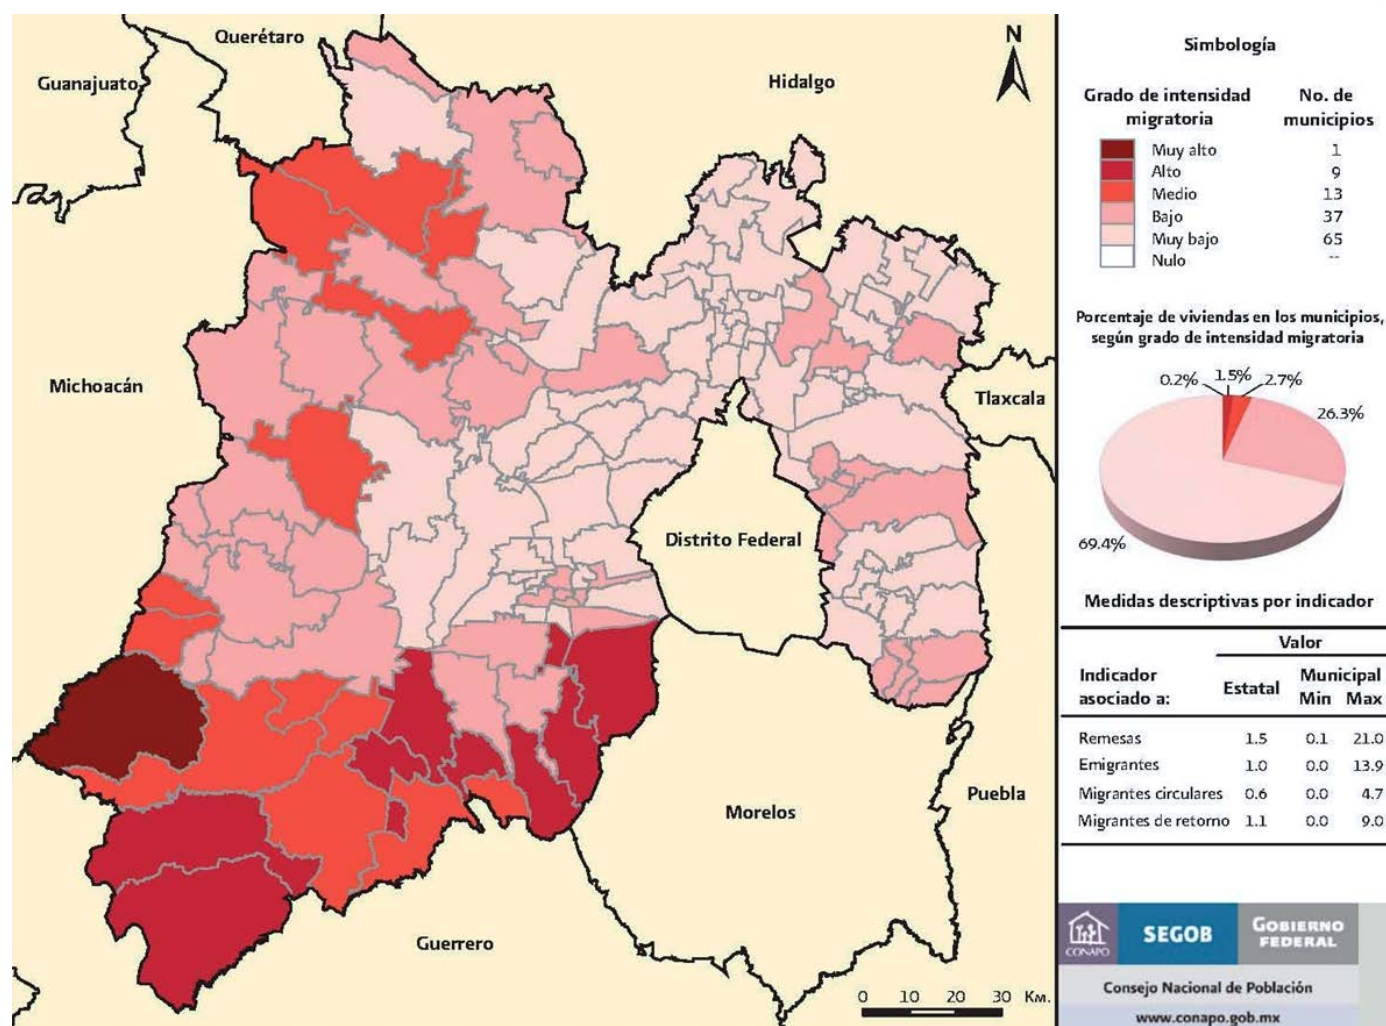 Querétaro
Guanajuato
Hidalgo
N
Michoacán
Tlaxcala
Distrito Federal
Morelos
Puebla
Guerrero
0 10 20 30 Km.
Simbología
Grado de intensidad migratoria
No. de municipios
Muy alto 1
Alto 9
Medio 13
Bajo 37
Muy bajo 65
Nulo --
Porcentaje de viviendas en los municipios,
según grado de intensidad migratoria
0.2% 1.5% 2.7%
26.3%
69.4%
Medidas descriptivas por indicador
Valor
Indicador asociado a:
Estatal
Municipal
Min Max
Remesas 1.5 0.1 21.0
Emigrantes 1.0 0.0 13.9
Migrantes circulares 0.6 0.0 4.7
Migrantes de retorno 1.1 0.0 9.0
CONAPO
SEGOB
GOBIERNO
FEDERAL
Consejo Nacional de Población
www.conapo.gob.mx